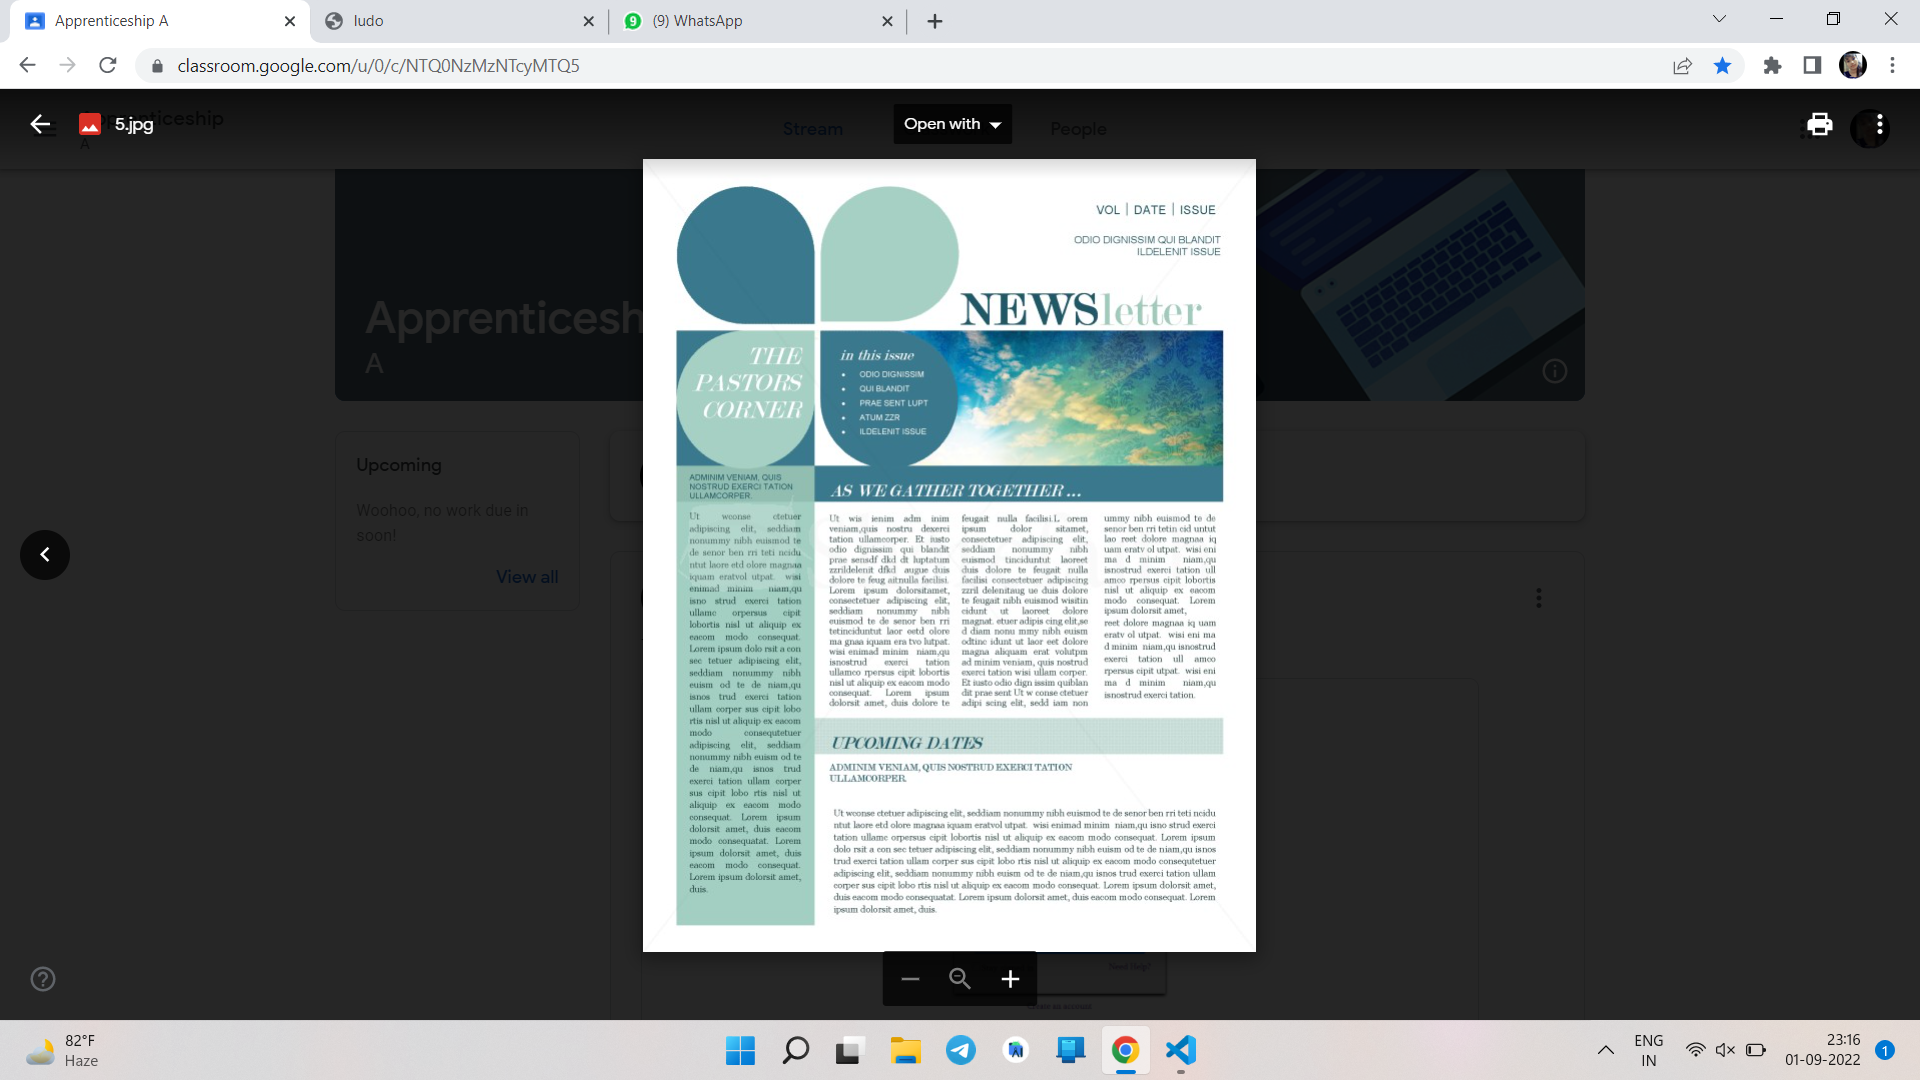 Apprenticeship A
ludo
(9) WhatsApp
classroom.google.com/u/0/c/NTQ0NzMzNTcyMTQ5
Apprenticeship
A
5.jpg
Stream
Open with
People
Apprenticesh
A
Upcoming
Woohoo, no work due in
soon!
View all
VOL | DATE | ISSUE
ODIO DIGNISSIM QUI BLANDIT
ILDELENIT ISSUE
NEWSletter
THE
PASTORS
CORNER
in this issue
• ODIO DIGNISSIM
• QUI BLANDIT
• PRAE SENT LUPT
• ATUM ZZR
• ILDELENIT ISSUE
ADMINIM VENIAM, QUIS
NOSTRUD EXERCI TATION
ULLAMCORPER.
Ut wconse ctetuer
adipiscing elit, seddiam
nonummy nibh euismod te
de senor ben rri teti ncidu
ntut laore etd olore magnaa
iquam eratvol utpat. wisi
enimad minim niam,qu
isno strud exerci tation
ullamc orpersus cipit
lobortis nisl ut aliquip ex
eacom modo consequat.
Lorem ipsum dolo rsit a con
sec tetuer adipiscing elit,
seddiam nonummy nibh
euism od te de niam,qu
isnos trud exerci tation
ullam corper sus cipit lobo
rtis nisl ut aliquip ex eacom
modo consequtetuer
adipiscing elit, seddiam
nonummy nibh euism od te
de niam,qu isnos trud
exerci tation ullam corper
sus cipit lobo rtis nisl ut
aliquip ex eacom modo
consequat. Lorem ipsum
dolorsit amet, duis eacom
modo consequatat. Lorem
ipsum dolorsit amet, duis
eacom modo consequat.
Lorem ipsum dolorsit amet,
duis.
AS WE GATHER TOGETHER ...
Ut wis ienim adm inim
veniam,quis nostru dexerci
tation ullamcorper. Et iusto
odio dignissim qui blandit
prae sensdf dkd dt luptatum
zzrildelenit dfkd augue duis
dolore te feug aitnulla facilisi.
Lorem ipsum dolorsitamet,
consectetuer adipiscing elit,
seddiam nonummy nibh
euismod te de senor ben rri
tetinciduntut laor eetd olore
ma gnaa iquam era tvo lutpat.
wisi enimad minim niam,qu
isnostrud exerci tation
ullamco rpersus cipit lobortis
nisl ut aliquip ex eacom modo
consequat. Lorem ipsum
dolorsit amet, duis dolore te
feugait nulla facilisi.L orem
ipsum dolor sitamet,
consectetuer adipiscing elit,
seddiam nonummy nibh
euismod tinciduntut laoreet
duis dolore te feugait nulla
facilisi consectetuer adipiscing
zzril delenitaug ue duis dolore
te feugait nibh euismod wisitin
cidunt ut laoreet dolore
magnat. etuer adipis cing elit,se
d diam nonu mmy nibh euism
odtinc idunt ut laor eet dolore
magna aliquam erat volutpm
ad minim veniam, quis nostrud
exerci tation wisi ullam corper.
Et iusto odio dign issim quiblan
dit prae sent Ut w conse ctetuer
adipi scing elit, sedd iam non
ummy nibh euismod te de
senor ben rri tetin cid untut
lao reet dolore magnaa iq
uam eratv ol utpat. wisi eni
ma d minim niam,qu
isnostrud exerci tation ull
amco rpersus cipit lobortis
nisl ut aliquip ex eacom
modo consequat. Lorem
ipsum dolorsit amet,
reet dolore magnaa iq uam
eratv ol utpat. wisi eni ma
d minim niam,qu isnostrud
exerci tation ull amco
rpersus cipit utpat. wisi eni
ma d minim niam,qu
isnostrud exerci tation.
UPCOMING DATES
ADMINIM VENIAM, QUIS NOSTRUD EXERCI TATION
ULLAMCORPER.
Ut wconse ctetuer adipiscing elit, seddiam nonummy nibh euismod te de senor ben rri teti ncidu
ntut laore etd olore magnaa iquam eratvol utpat. wisi enimad minim niam,qu isno strud exerci
tation ullamc orpersus cipit lobortis nisl ut aliquip ex eacom modo consequat. Lorem ipsum
dolo rsit a con sec tetuer adipiscing elit, seddiam nonummy nibh euism od te de niam,qu isnos
trud exerci tation ullam corper sus cipit lobo rtis nisl ut aliquip ex eacom modo consequtetuer
adipiscing elit, seddiam nonummy nibh euism od te de niam,qu isnos trud exerci tation ullam
corper sus cipit lobo rtis nisl ut aliquip ex eacom modo consequat. Lorem ipsum dolorsit amet,
duis eacom modo consequatat. Lorem ipsum dolorsit amet, duis eacom modo consequat. Lorem
ipsum dolorsit amet, duis.
Need Help?
82°F
Haze
ENG
IN
23:16
01-09-2022
1